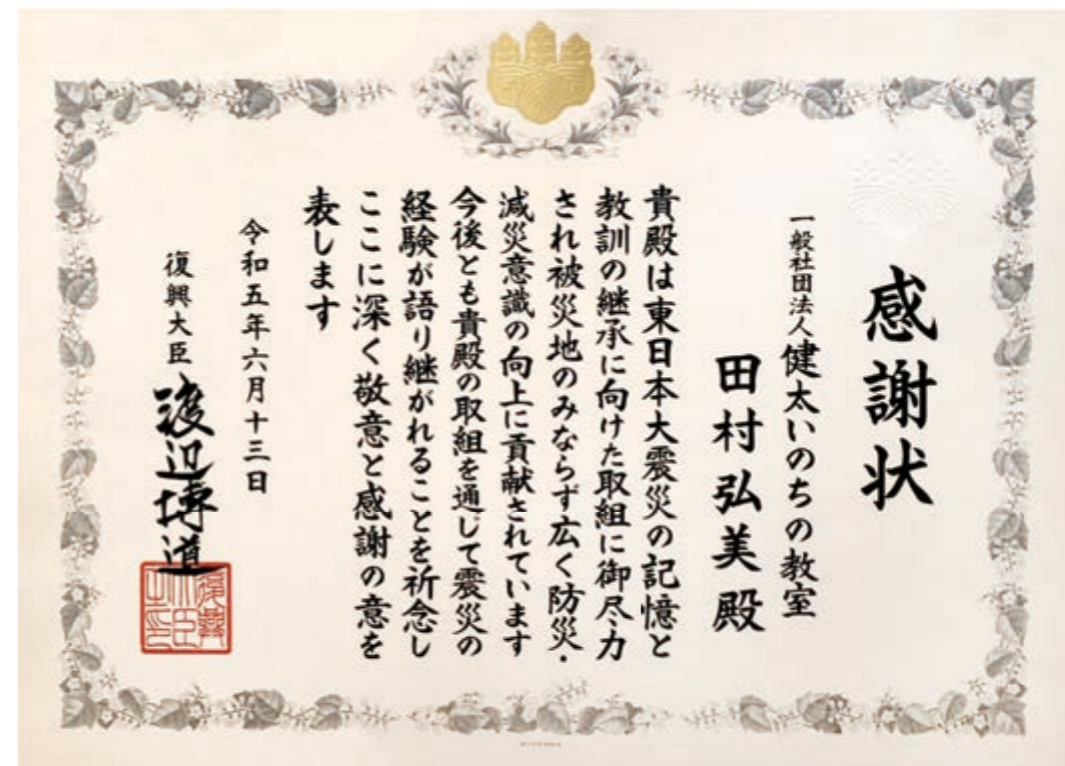 感謝状
一般社団法人健太いのちの教室
田村弘美殿
貴殿は東日本大震災の記憶と
教訓の継承に向けた取組に御尽力
され被災地のみならず広く防災・
減災意識の向上に貢献されています
今後とも貴殿の取組を通じて震災の
経験が語り継がれることを祈念し
ここに深く敬意と感謝の意を
表します
令和五年六月十三日
復興大臣 渡辺博道
復興大臣之印